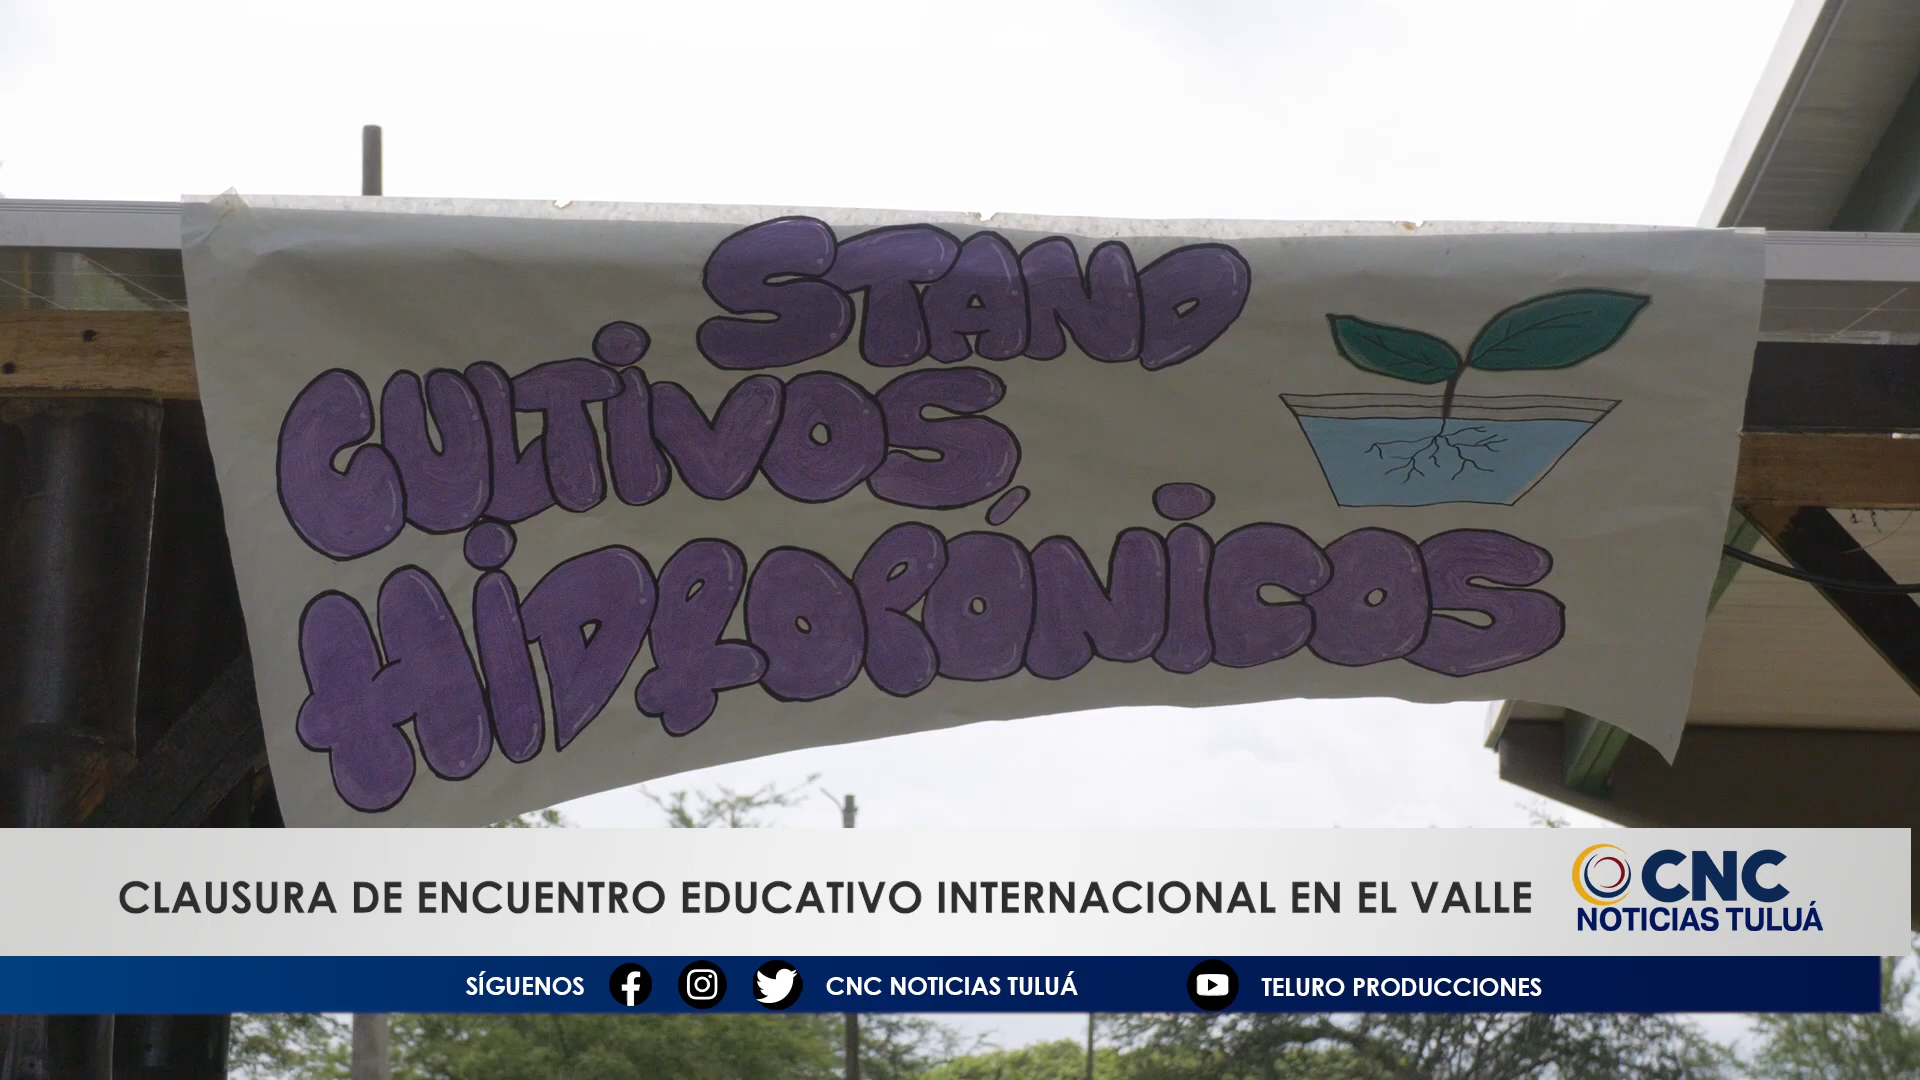 STAND
CULTIVOS
HIDROPÓNICOS
CLAUSURA DE ENCUENTRO EDUCATIVO INTERNACIONAL EN EL VALLE
CNC
NOTICIAS TULUÁ
SÍGUENOS CNC NOTICIAS TULUÁ TELURO PRODUCCIONES